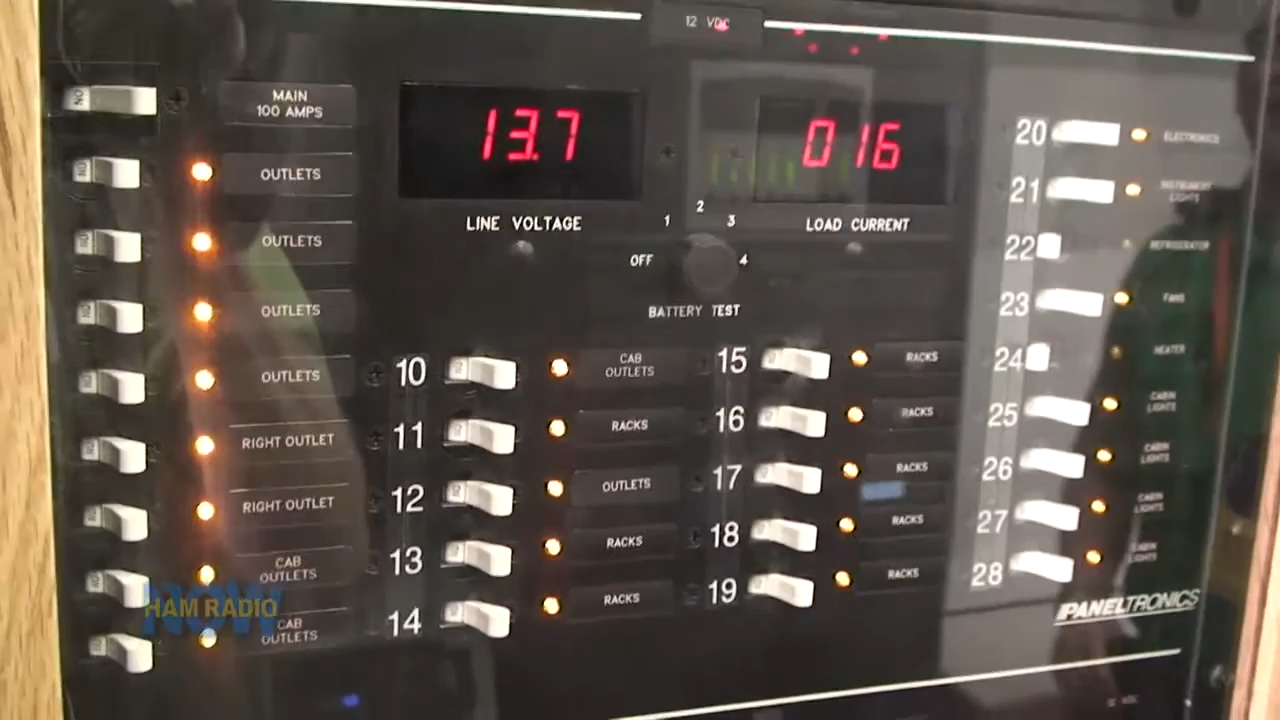 12 VDC
ON
MAIN
100 AMPS
OUTLETS
OUTLETS
OUTLETS
OUTLETS
RIGHT OUTLET
RIGHT OUTLET
CAB
OUTLETS
CAB
OUTLETS
13.7
LINE VOLTAGE
016
LOAD CURRENT
OFF
1
2
3
4
BATTERY TEST
10
CAB
OUTLETS
11
RACKS
12
OUTLETS
13
RACKS
14
RACKS
15
RACKS
16
RACKS
17
RACKS
18
RACKS
19
RACKS
20
ELECTRONICS
21
INSTRUMENT
LIGHTS
22
REFRIGERATOR
23
FANS
24
HEATER
25
CABIN
LIGHTS
26
CABIN
LIGHTS
27
CABIN
LIGHTS
28
CABIN
LIGHTS
PANELTRONICS
HAM RADIO
NOW